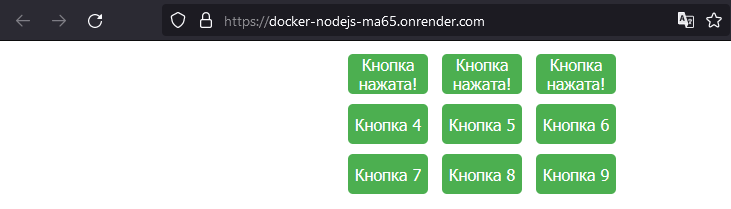 https://docker-nodejs-ma65.onrender.com
Кнопка Кнопка Кнопка
нажата! нажата! нажата!
Кнопка 4 Кнопка 5 Кнопка 6
Кнопка 7 Кнопка 8 Кнопка 9